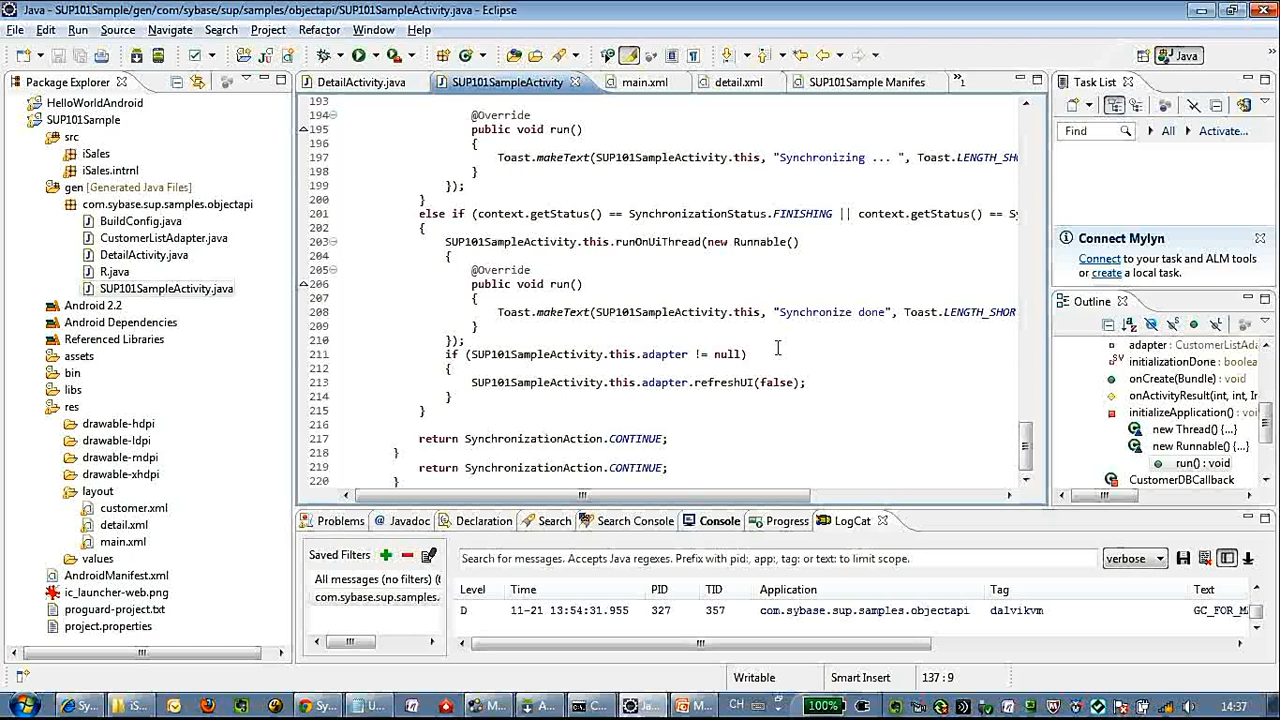 Java - SUP101Sample/gen/com/sybase/sup/samples/objectapi/SUP101SampleActivity.java - Eclipse
File Edit Source Refactor Navigate Search Project Refactor Window Help
Java
Package Explorer
HelloWorldAndroid
SUP101Sample
src
iSales
iSales.intrnl
gen [Generated Java Files]
com.sybase.sup.samples.objectapi
BuildConfig.java
CustomerListAdapter.java
DetailActivity.java
R.java
SUP101SampleActivity.java
Android 2.2
Android Dependencies
Referenced Libraries
assets
bin
libs
res
drawable-hdpi
drawable-ldpi
drawable-mdpi
drawable-xhdpi
layout
customer.xml
detail.xml
main.xml
values
AndroidManifest.xml
ic_launcher-web.png
proguard-project.txt
project.properties
DetailActivity.java SUP101SampleActivity main.xml detail.xml SUP101Sample Manifes
193
194 @Override
195 public void run()
196 {
197 Toast.makeText(SUP101SampleActivity.this, "Synchronizing ... ", Toast.LENGTH_SHO
198 }
199 });
200 }
201 else if (context.getStatus() == SynchronizationStatus.FINISHING || context.getStatus() == Sy
202 {
203 SUP101SampleActivity.this.runOnUiThread(new Runnable()
204 {
205 @Override
206 public void run()
207 {
208 Toast.makeText(SUP101SampleActivity.this, "Synchronize done", Toast.LENGTH_SHOR
209 }
210 });
211 if (SUP101SampleActivity.this.adapter != null)
212 {
213 SUP101SampleActivity.this.adapter.refreshUI(false);
214 }
215 }
216
217 return SynchronizationAction.CONTINUE;
218 }
219 return SynchronizationAction.CONTINUE;
220 }
Task List
Find All Activate...
Connect Mylyn
Connect to your task and ALM tools
or create a local task.
Outline
adapter: CustomerListAda
initializationDone: boolea
onCreate(Bundle) : void
onActivityResult(int, int, In
initializeApplication() : voi
new Thread() {...}
new Runnable() {...}
run() : void
CustomerDBCallback
Problems Javadoc Declaration Search Search Console Console Progress LogCat
Saved Filters
All messages (no filters) (
com.sybase.sup.samples.
Search for messages. Accepts Java regexes. Prefix with pid:, app:, tag: or text: to limit scope.
verbose
Level Time PID TID Application Tag Text
D 11-21 13:54:31.955 327 357 com.sybase.sup.samples.objectapi dalvikvm GC_FOR_M
Writable Smart Insert 137 : 9
Sy... iS... Sy... U... M... A... C... Ja... M... CH 100% 14:37